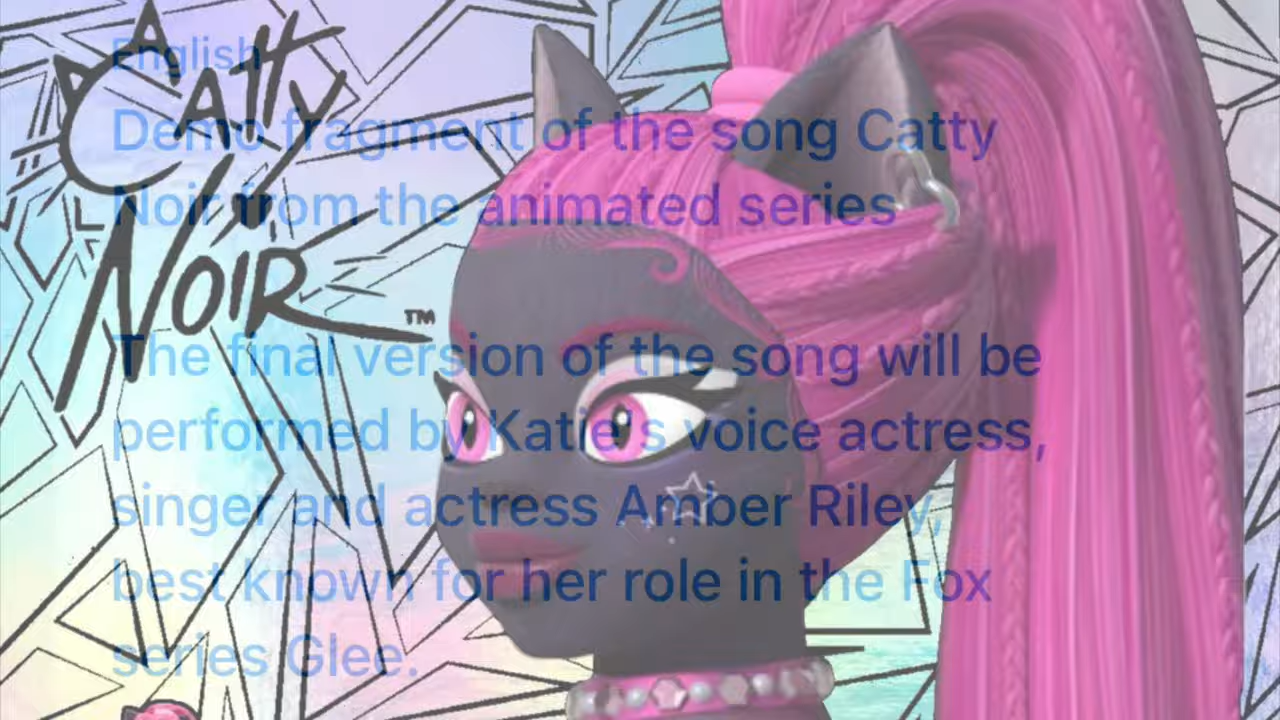 Catty
Noir™
English
Demo fragment of the song Catty
Noir from the animated series
The final version of the song will be
performed by Katie's voice actress,
singer and actress Amber Riley,
best known for her role in the Fox
series Glee.